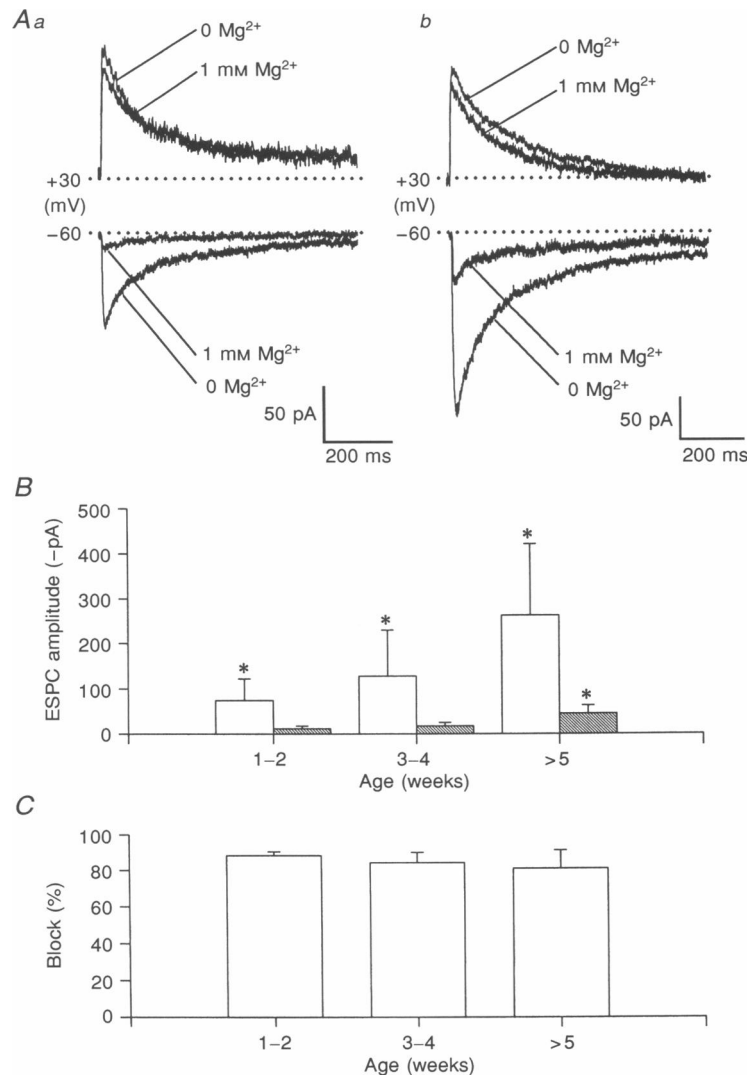 A a
0 Mg2+
1 mM Mg2+
+30
(mV)
−60
1 mM Mg2+
0 Mg2+
50 pA
200 ms
b
0 Mg2+
1 mM Mg2+
+30
(mV)
−60
1 mM Mg2+
0 Mg2+
50 pA
200 ms
B
ESPC amplitude (−pA)
500
400
300
200
100
0
*
*
*
*
1–2
3–4
>5
Age (weeks)
C
Block (%)
100
80
60
40
20
0
1–2
3–4
>5
Age (weeks)